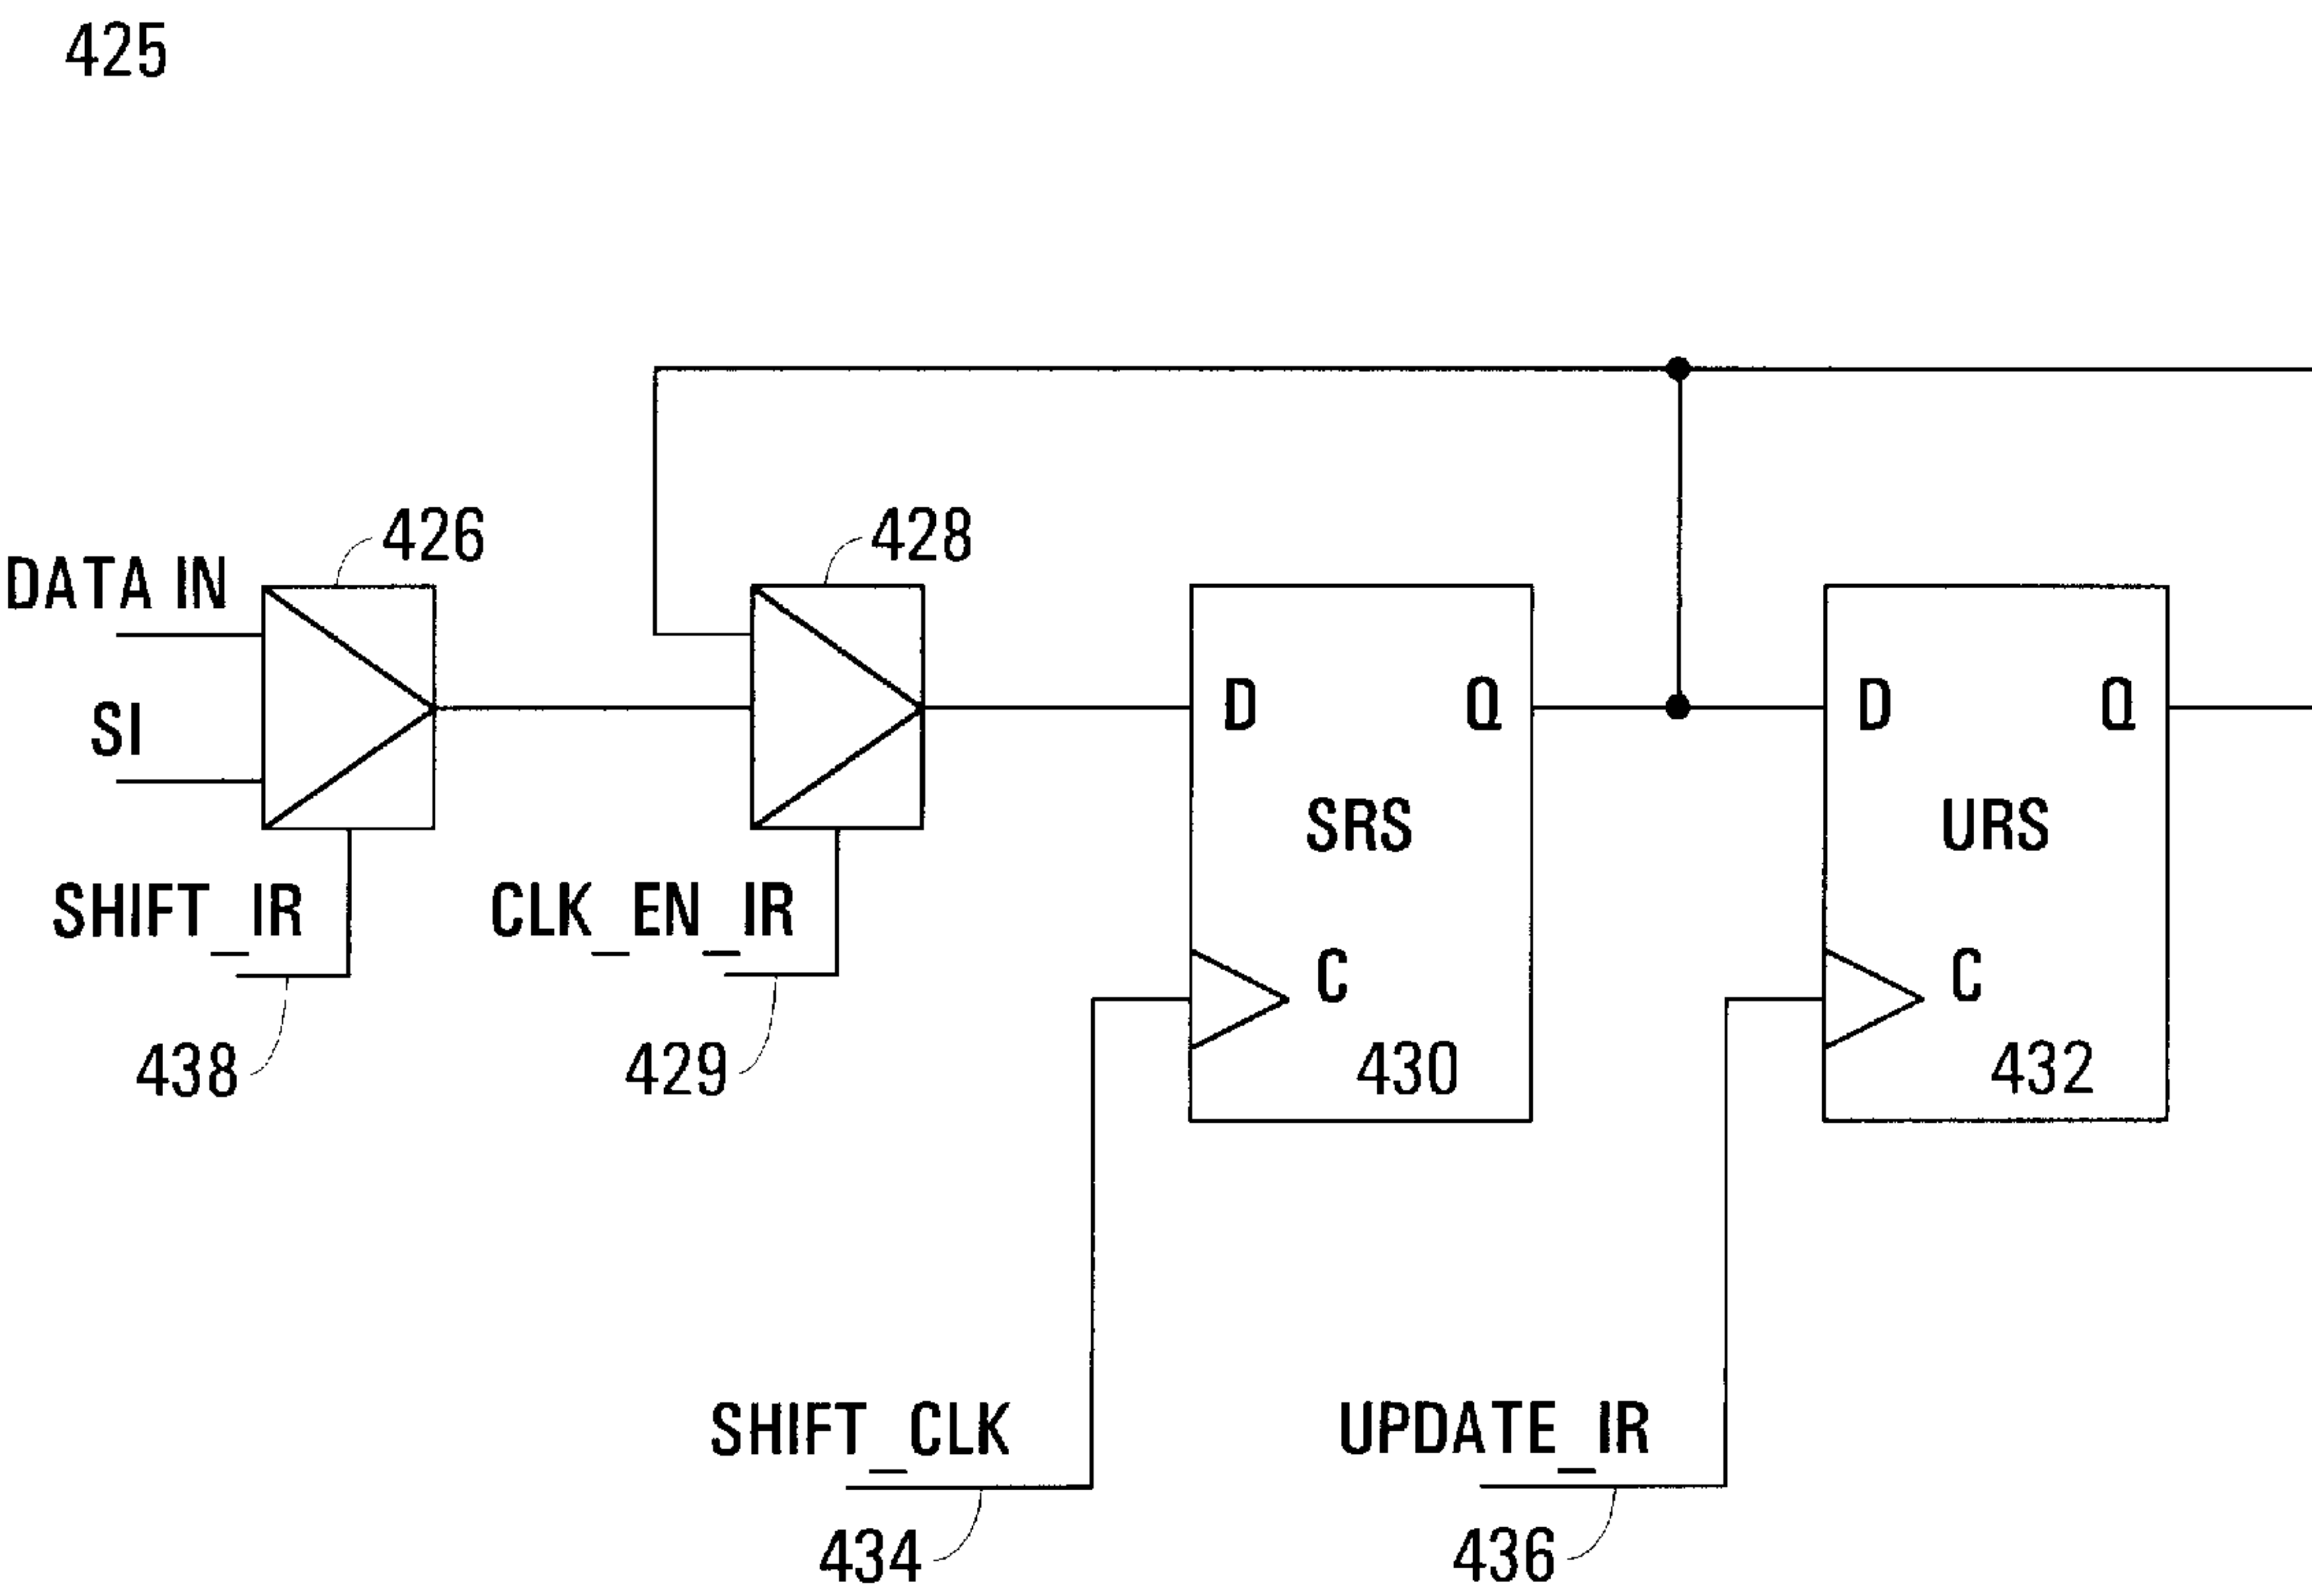 425
426
428
DATA IN
SI
D
Q
D
Q
SRS
URS
SHIFT_IR
CLK_EN_IR
C
C
438
429
430
432
SHIFT_CLK
UPDATE_IR
434
436